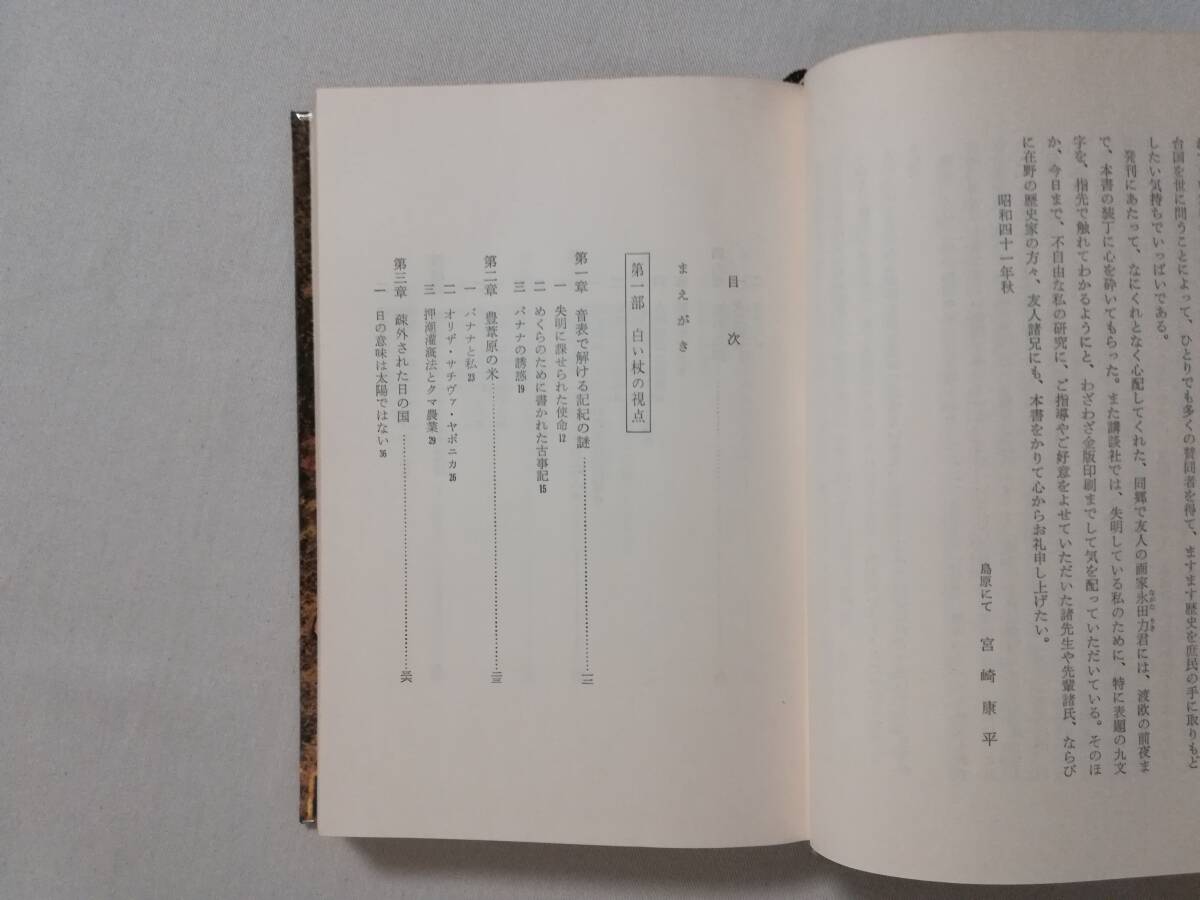 台国を世に問うことによって、ひとりでも多くの賛同者を得て、ますます歴史を庶民の手に取りもど
したい気持ちでいっぱいである。
発刊にあたって、なにくれとなく心配してくれた、同郷で友人の画家永田力君には、渡欧の前夜ま
で、本書の装丁に心を砕いてもらった。また講談社では、失明している私のために、特に表題の九文
字を、指先で触れてわかるようにと、わざわざ金版印刷までして気を配っていただいている。そのほ
か、今日まで、不自由な私の研究に、ご指導やご好意をよせていただいた諸先生や先輩諸氏、ならび
に在野の歴史家の方々、友人諸兄にも、本書をかりて心からお礼申し上げたい。
昭和四十一年秋
島原にて 宮崎康平
目次
まえがき
第一部 白い杖の視点
第一章 音表で解ける記紀の謎……一二
一 失明に課せられた使命 12
二 めくらのために書かれた古事記 15
三 バナナの誘惑 19
第二章 豊葦原の米……二三
一 バナナと私 23
二 オリザ・サチヴァ・ヤポニカ 26
三 押潮灌漑法とクマ農業 29
第三章 疎外された日の国……三六
一 日の意味は太陽ではない 36